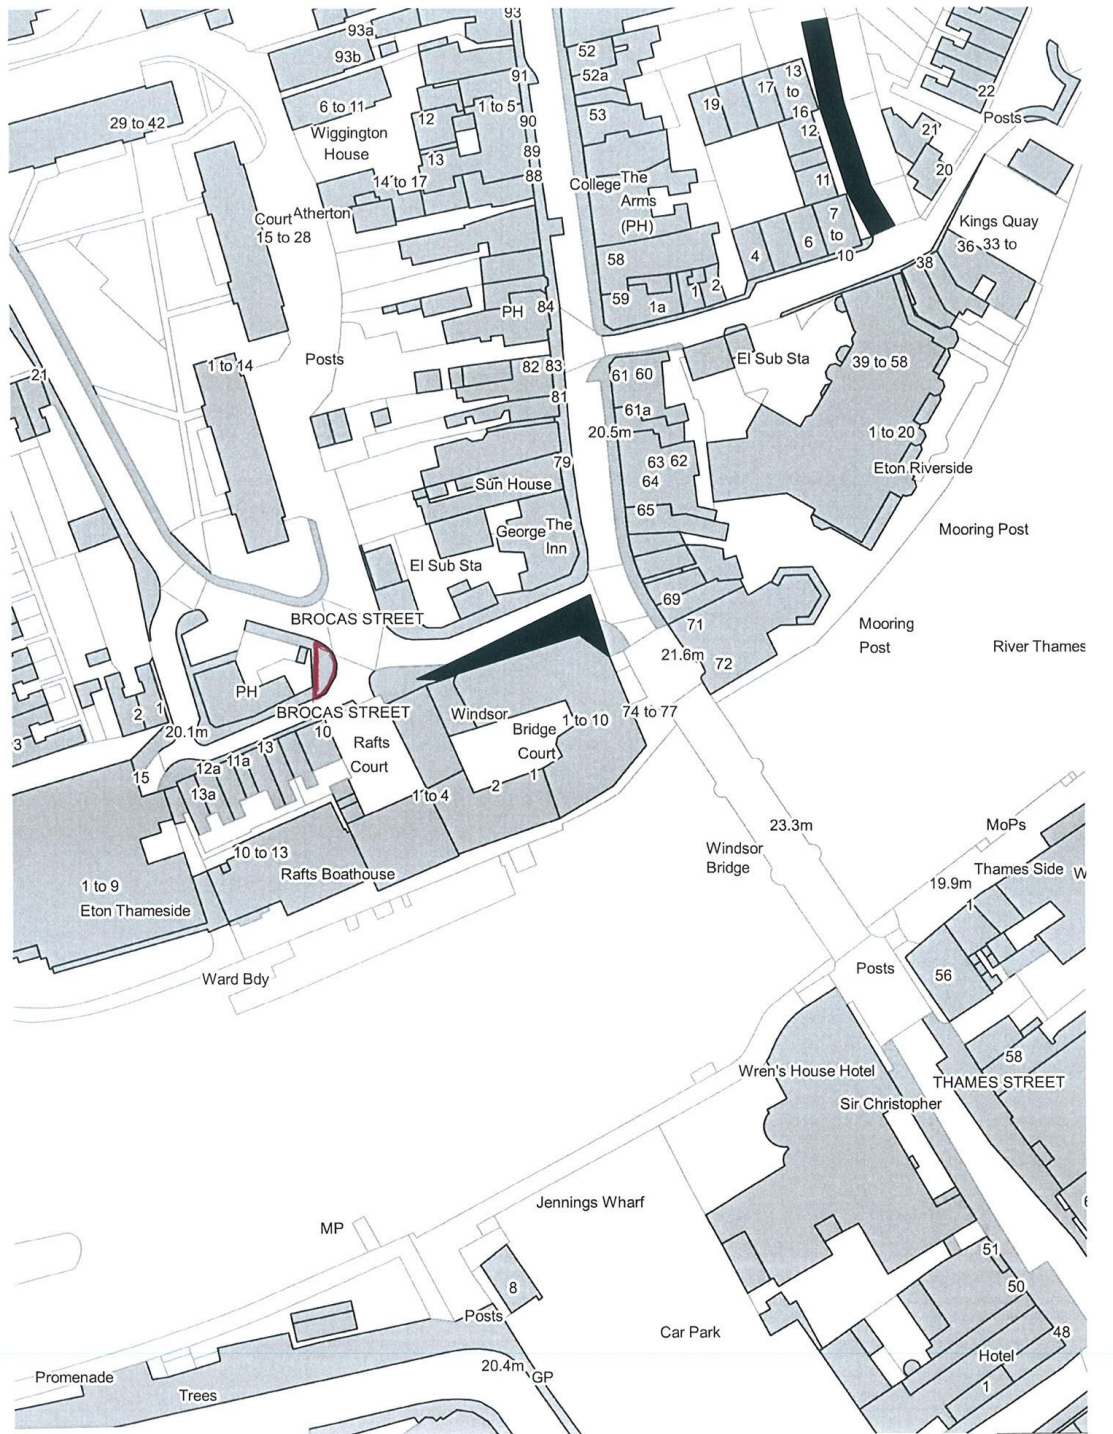 93
93a
93b
52
52a
91
6 to 11
1 to 5
53
19
17
13
to
16
12
22
Posts
29 to 42
12
90
Wiggington
House
13
89
88
21
20
11
14 to 17
College
The
Arms
(PH)
Court
Atherton
15 to 28
7
to
10
6
4
Kings Quay
36
33 to
38
58
59
1a
1
2
PH
84
1 to 14
Posts
82
83
81
61
60
61a
El Sub Sta
39 to 58
21
20.5m
1 to 20
79
Sun House
63
62
64
65
Eton Riverside
George
The
Inn
Mooring Post
El Sub Sta
69
71
72
BROCAS STREET
Mooring
Post
River Thames
21.6m
PH
BROCAS STREET
2
1
20.1m
3
10
Rafts
Court
Windsor
Bridge
Court
1 to 10
74 to 77
15
12a
11a
13
13a
1 to 4
2
1
23.3m
MoPs
Windsor
Bridge
10 to 13
Rafts Boathouse
Thames Side
W
19.9m
1
1 to 9
Eton Thameside
Ward Bdy
Posts
56
58
Wren's House Hotel
THAMES STREET
Sir Christopher
Jennings Wharf
MP
6
51
50
8
Posts
Car Park
48
20.4m
GP
Hotel
1
Promenade
Trees